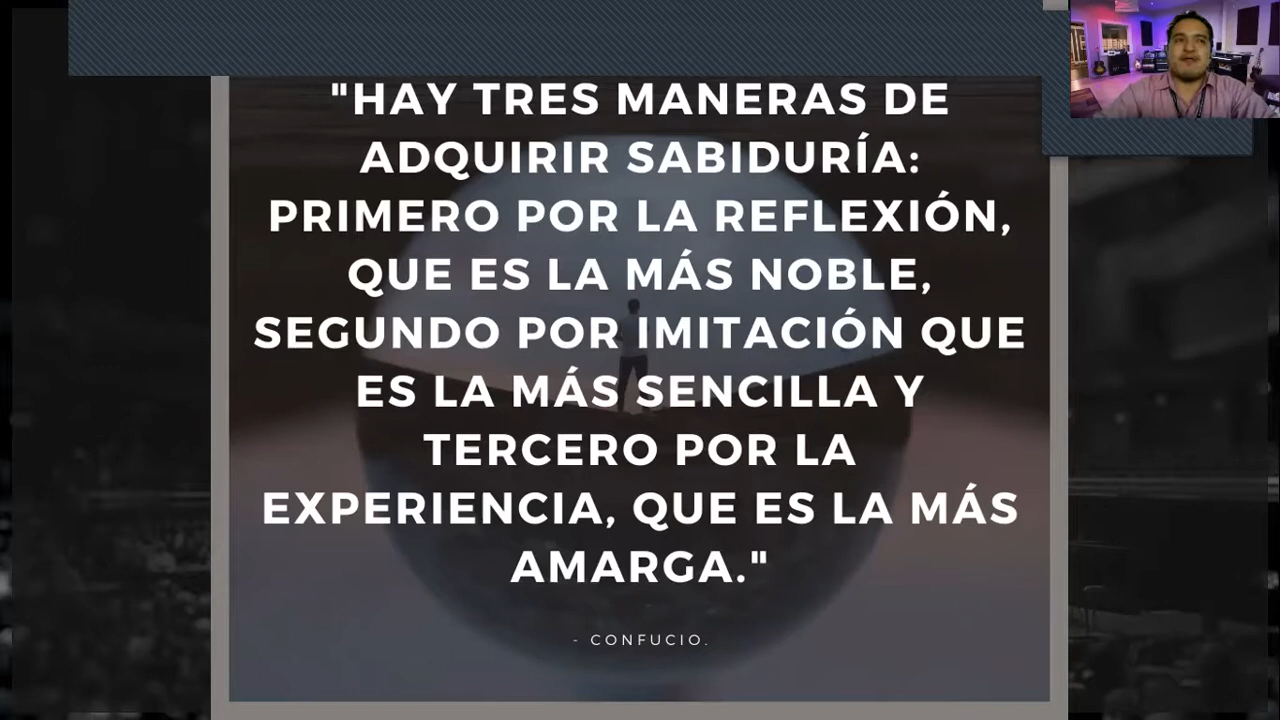 "HAY TRES MANERAS DE
ADQUIRIR SABIDURÍA:
PRIMERO POR LA REFLEXIÓN,
QUE ES LA MÁS NOBLE,
SEGUNDO POR IMITACIÓN QUE
ES LA MÁS SENCILLA Y
TERCERO POR LA
EXPERIENCIA, QUE ES LA MÁS
AMARGA."
- CONFUCIO.